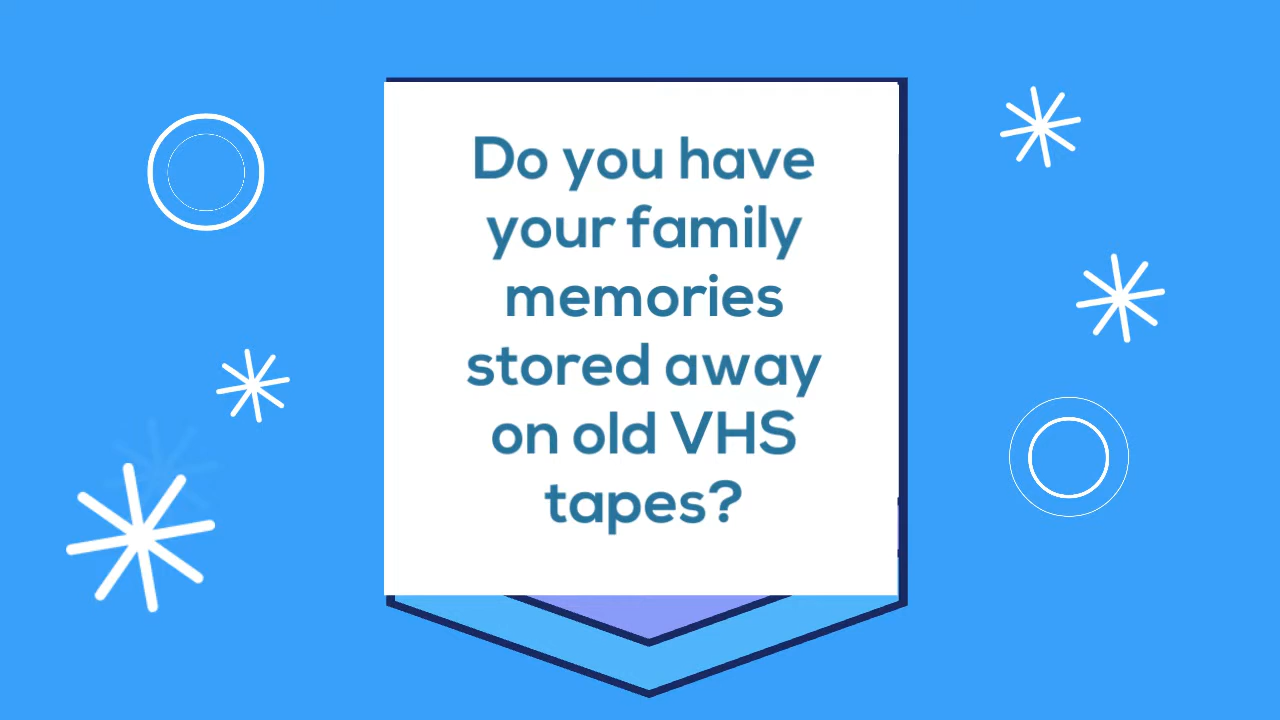 Do you have
your family
memories
stored away
on old VHS
tapes?